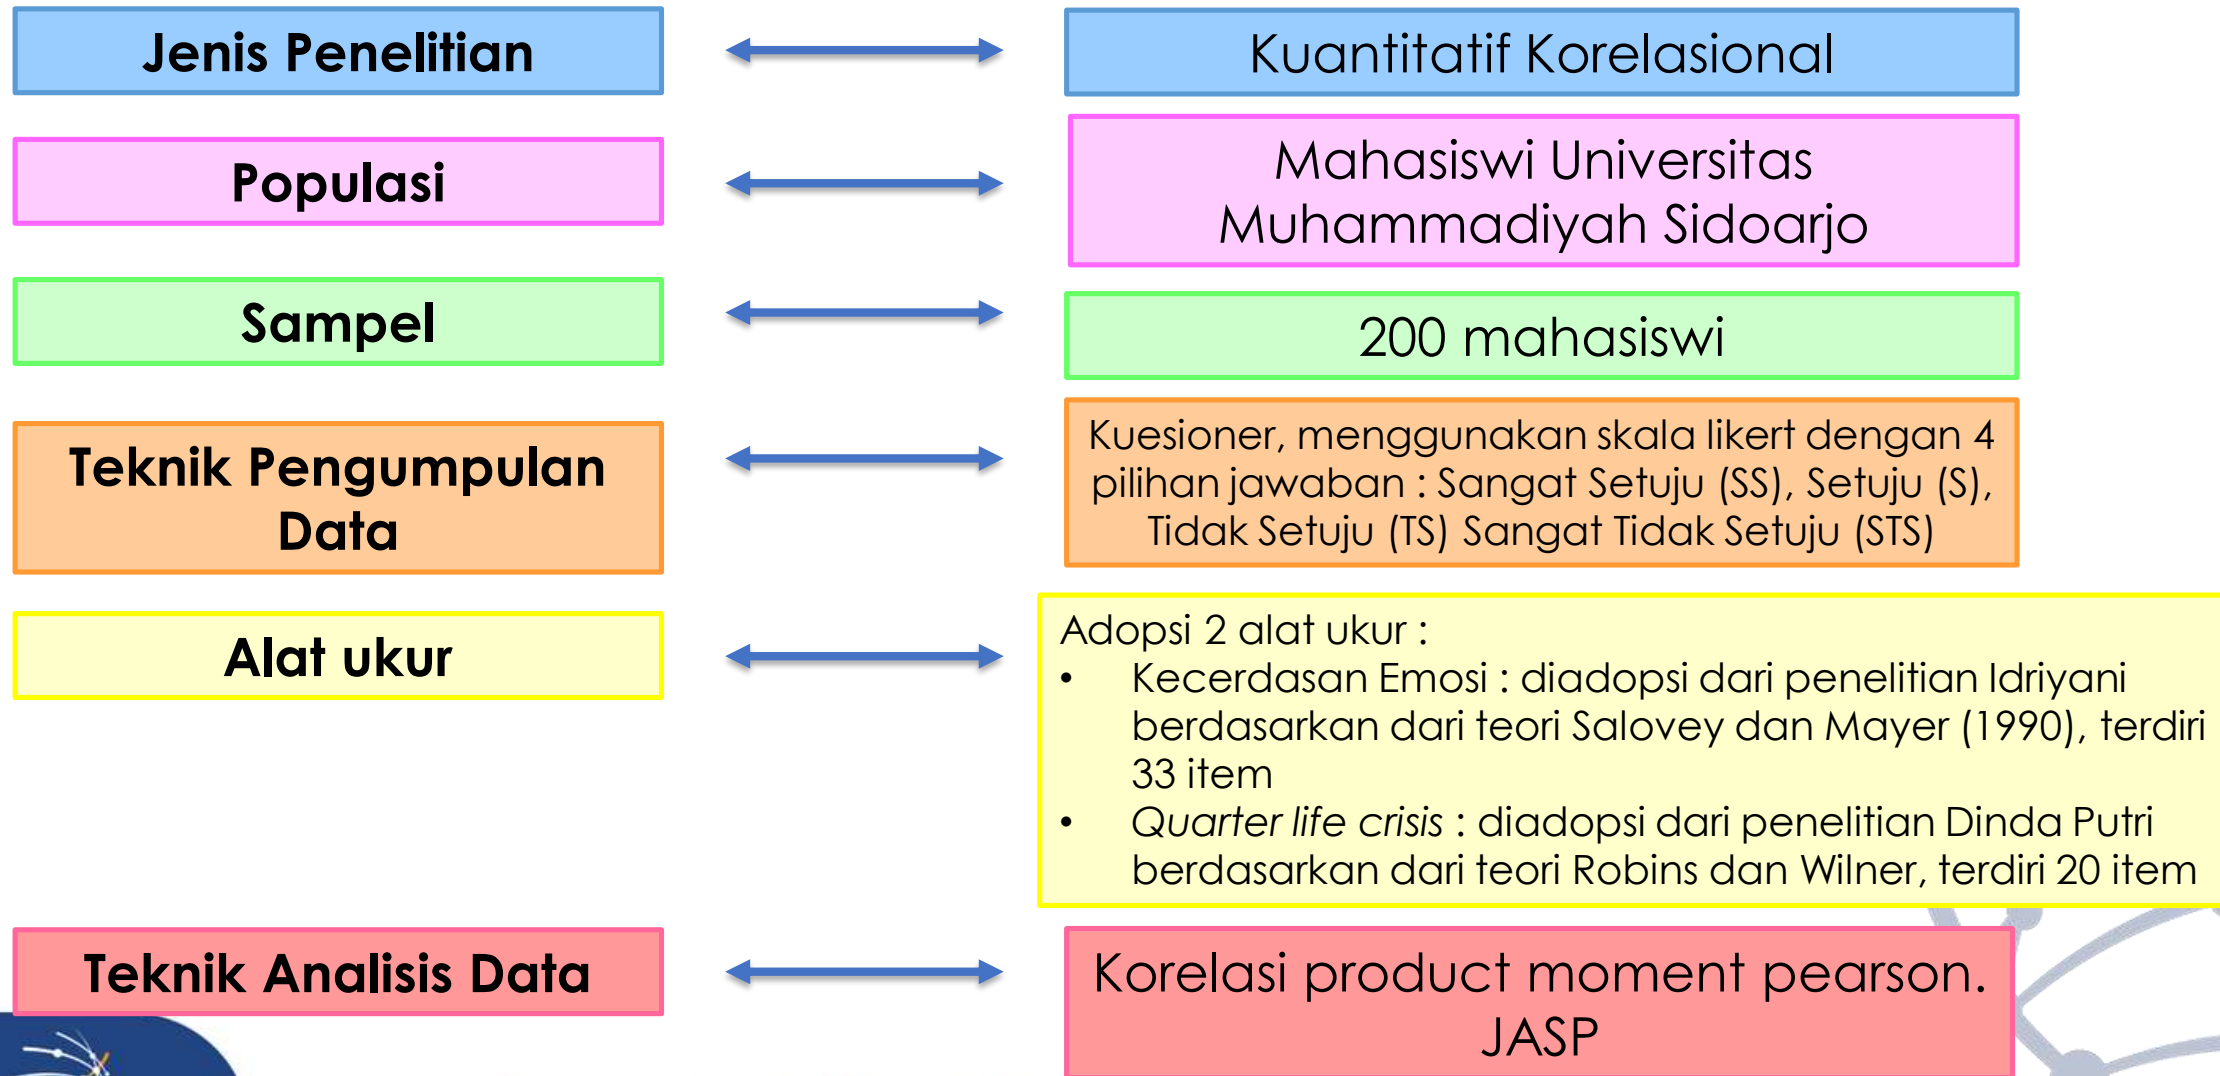 Jenis Penelitian
Kuantitatif Korelasional
Populasi
Mahasiswi Universitas
Muhammadiyah Sidoarjo
Sampel
200 mahasiswi
Teknik Pengumpulan
Data
Kuesioner, menggunakan skala likert dengan 4
pilihan jawaban : Sangat Setuju (SS), Setuju (S),
Tidak Setuju (TS) Sangat Tidak Setuju (STS)
Alat ukur
Adopsi 2 alat ukur :
• Kecerdasan Emosi : diadopsi dari penelitian Idriyani
berdasarkan dari teori Salovey dan Mayer (1990), terdiri
33 item
• Quarter life crisis : diadopsi dari penelitian Dinda Putri
berdasarkan dari teori Robins dan Wilner, terdiri 20 item
Teknik Analisis Data
Korelasi product moment pearson.
JASP